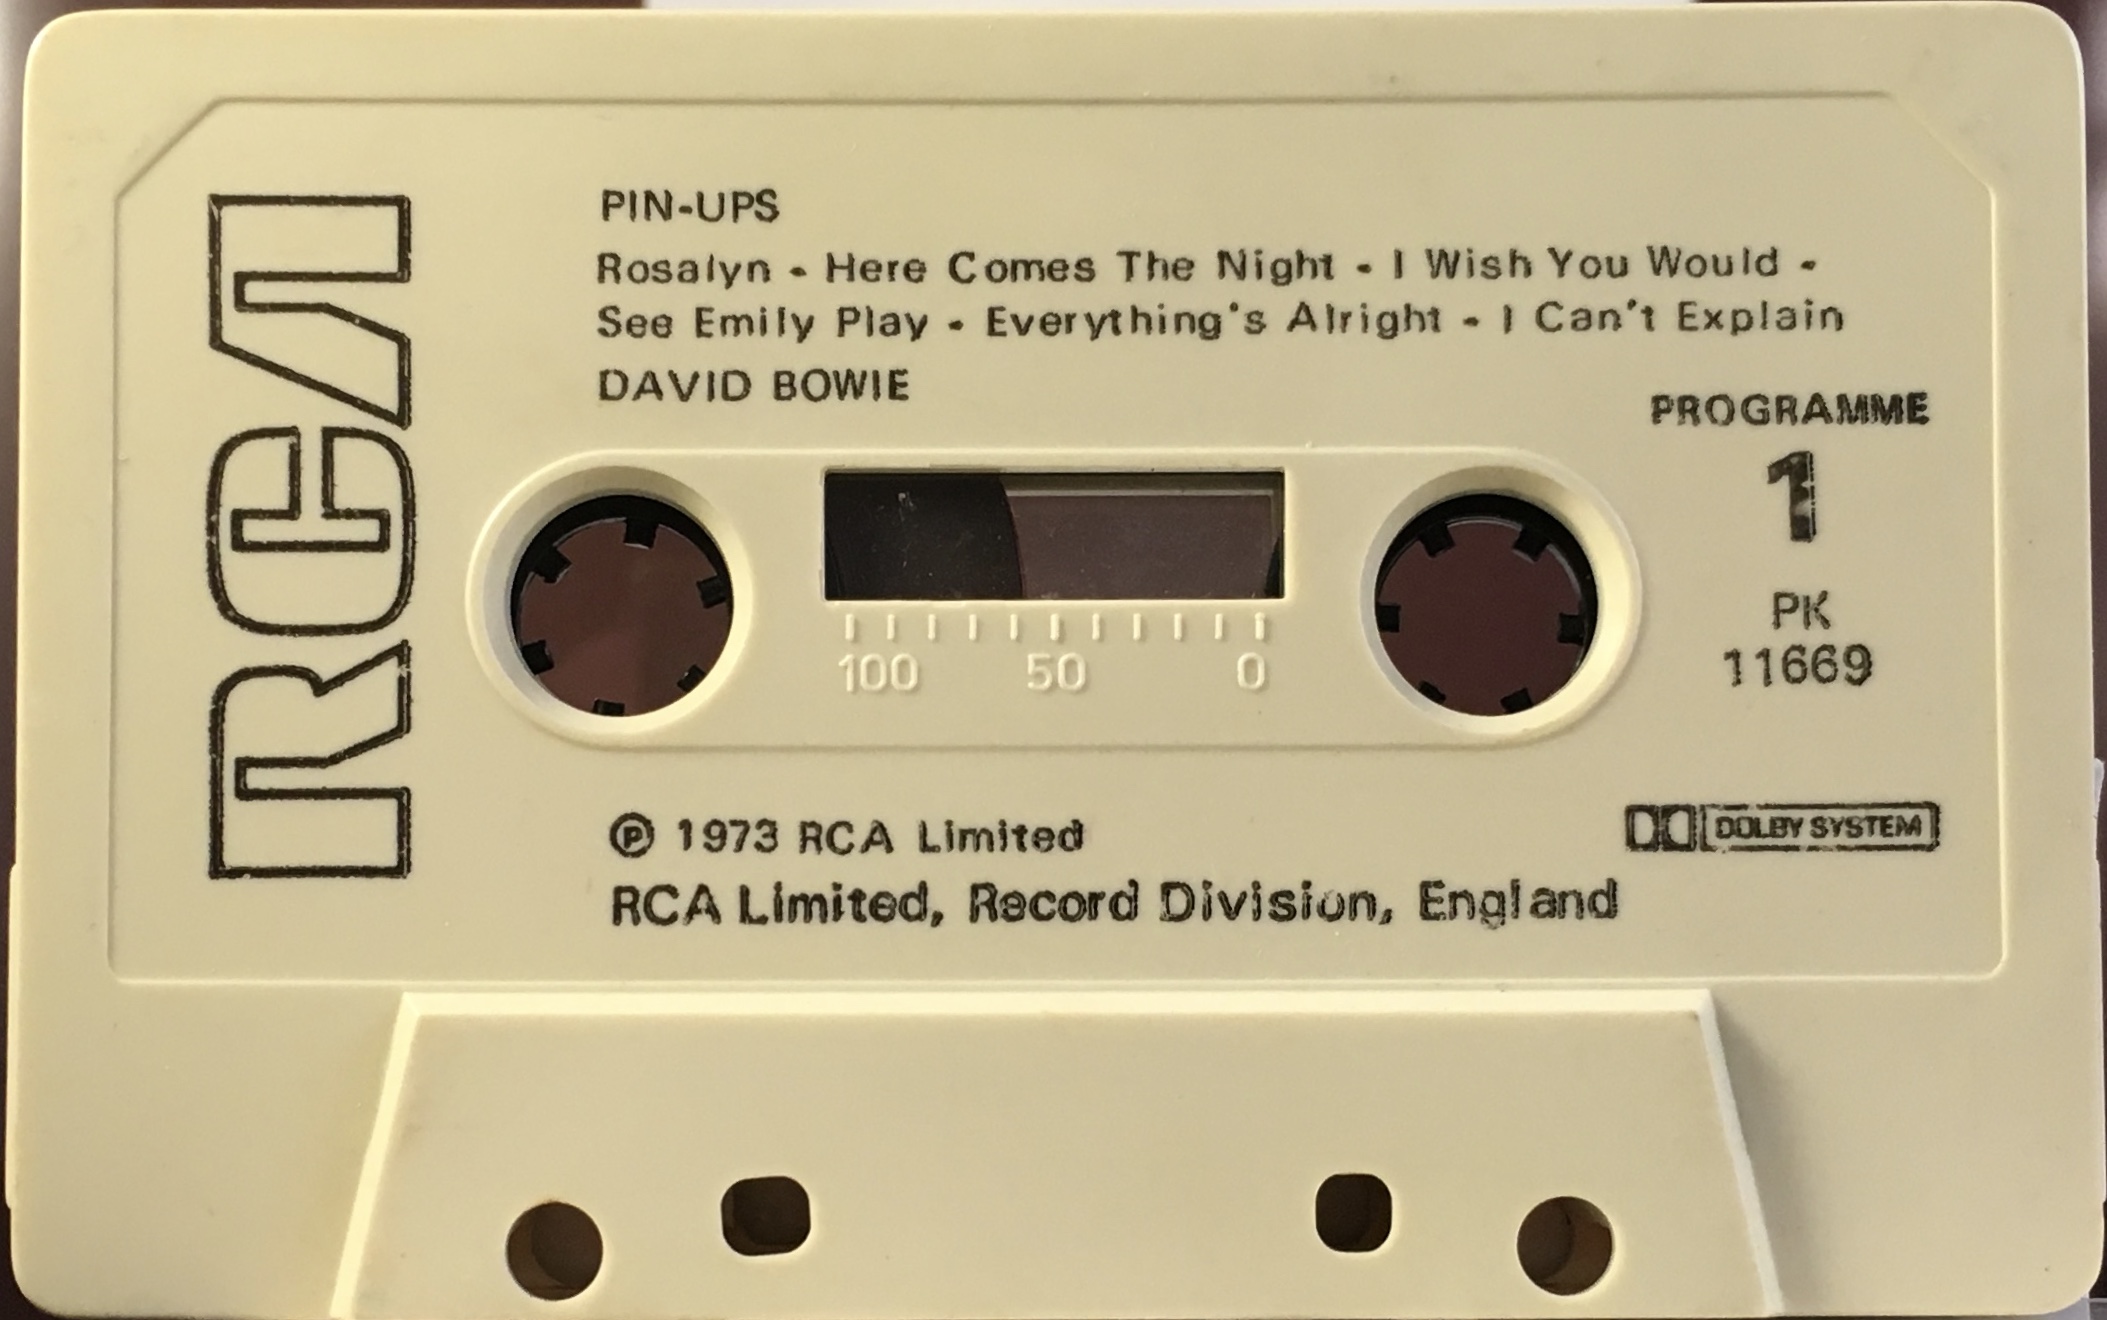 RCA
PIN-UPS
Rosalyn - Here Comes The Night - I Wish You Would -
See Emily Play - Everything's Alright - I Can't Explain
DAVID BOWIE
PROGRAMME
1
PK
11669
100 50 0
℗ 1973 RCA Limited
DOLBY SYSTEM
RCA Limited, Record Division, England